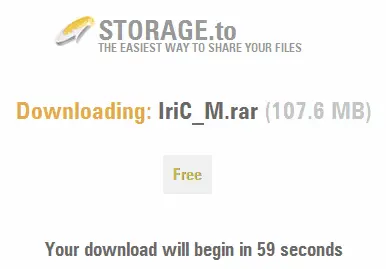 STORAGE.to
THE EASIEST WAY TO SHARE YOUR FILES
Downloading: IriC_M.rar (107.6 MB)
Free
Your download will begin in 59 seconds